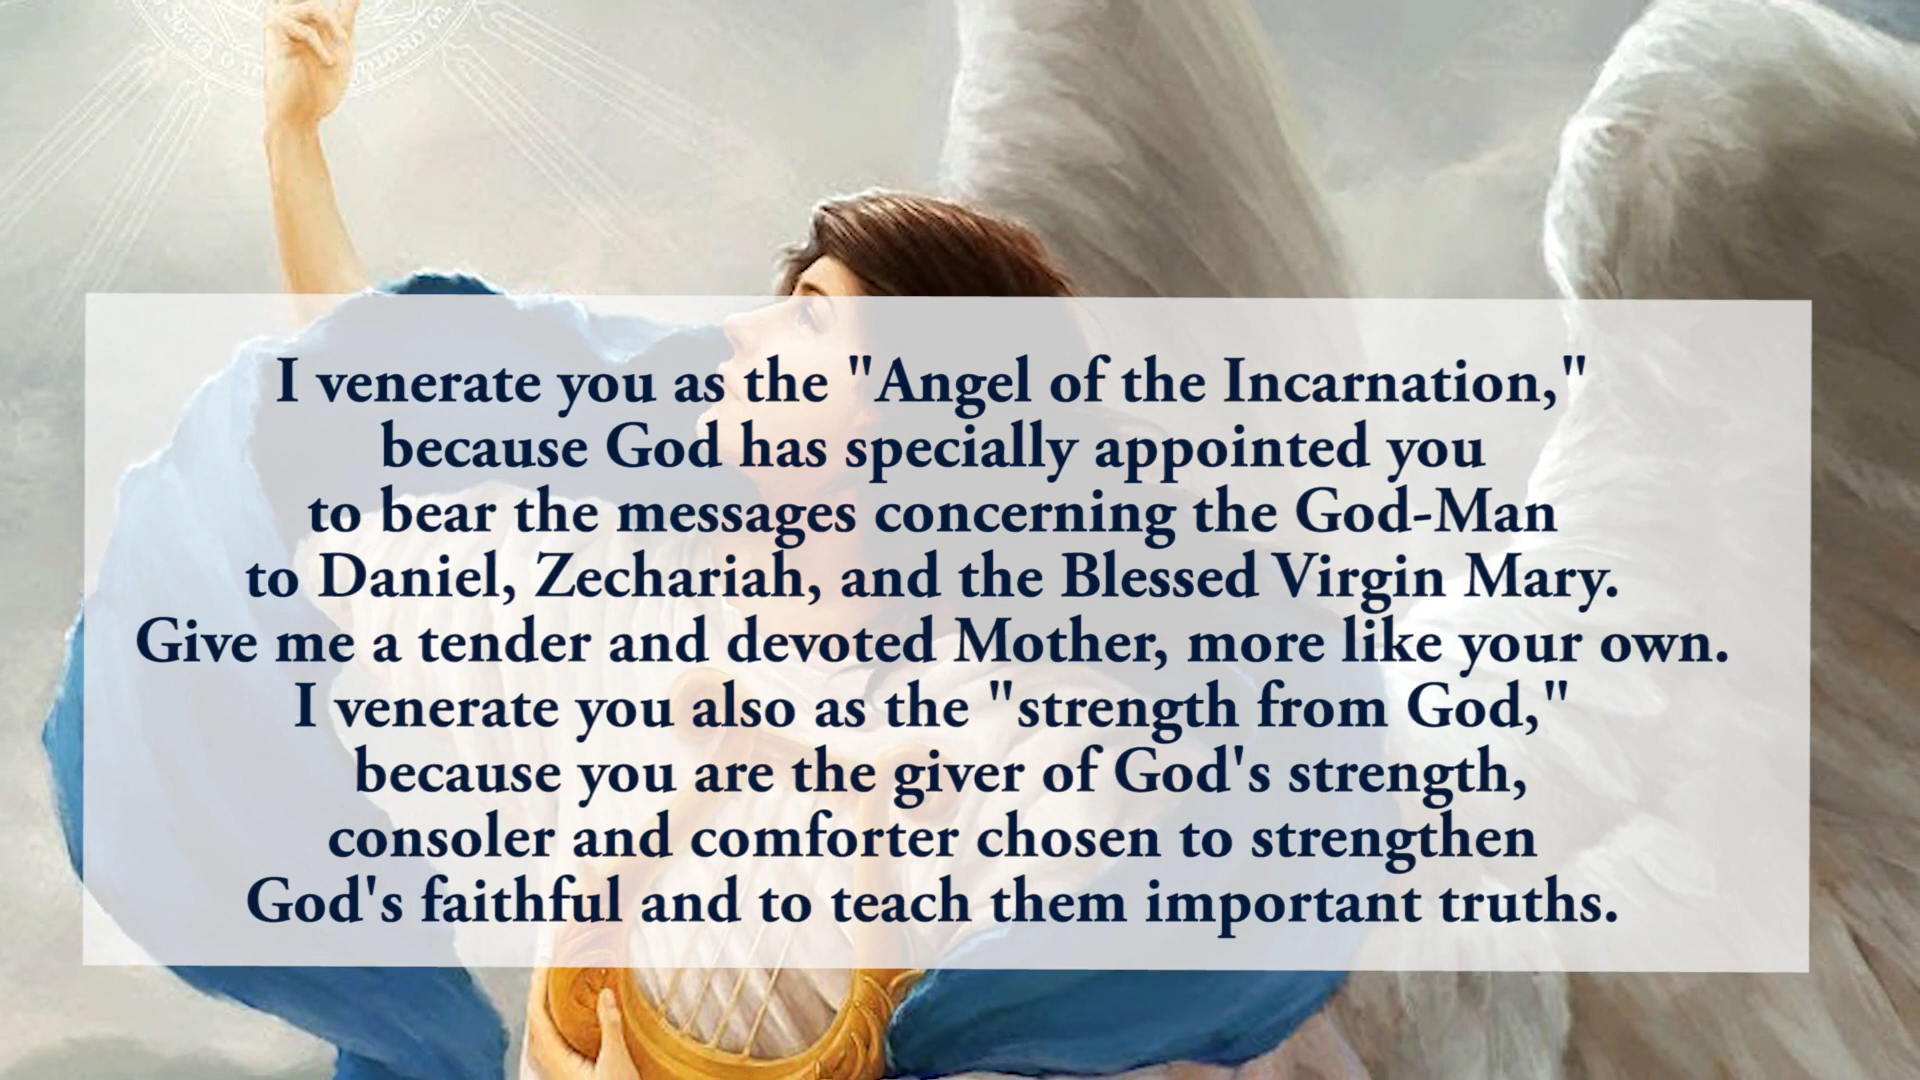 I venerate you as the "Angel of the Incarnation,"
because God has specially appointed you
to bear the messages concerning the God-Man
to Daniel, Zechariah, and the Blessed Virgin Mary.
Give me a tender and devoted Mother, more like your own.
I venerate you also as the "strength from God,"
because you are the giver of God's strength,
consoler and comforter chosen to strengthen
God's faithful and to teach them important truths.